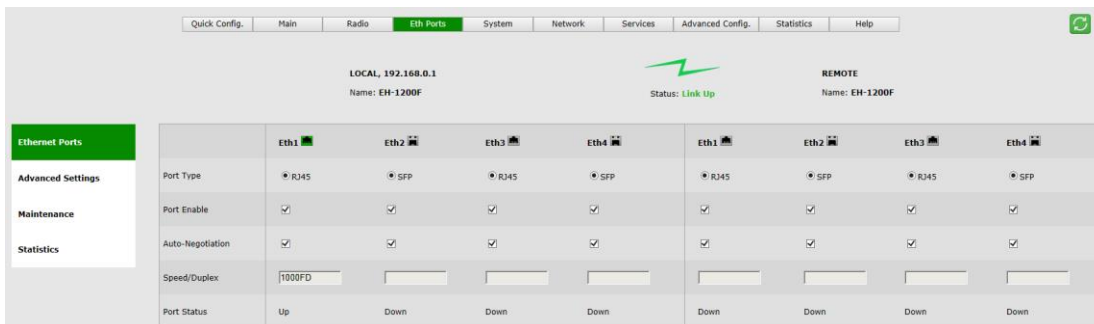 Quick Config. Main Radio Eth Ports System Network Services Advanced Config. Statistics Help
LOCAL, 192.168.0.1 REMOTE
Name: EH-1200F Status: Link Up Name: EH-1200F
Ethernet Ports Eth1 Eth2 Eth3 Eth4 Eth1 Eth2 Eth3 Eth4
Advanced Settings Port Type RJ45 SFP RJ45 SFP RJ45 SFP RJ45 SFP
Maintenance Port Enable
Statistics Auto-Negotiation
Speed/Duplex 1000FD
Port Status Up Down Down Down Down Down Down Down